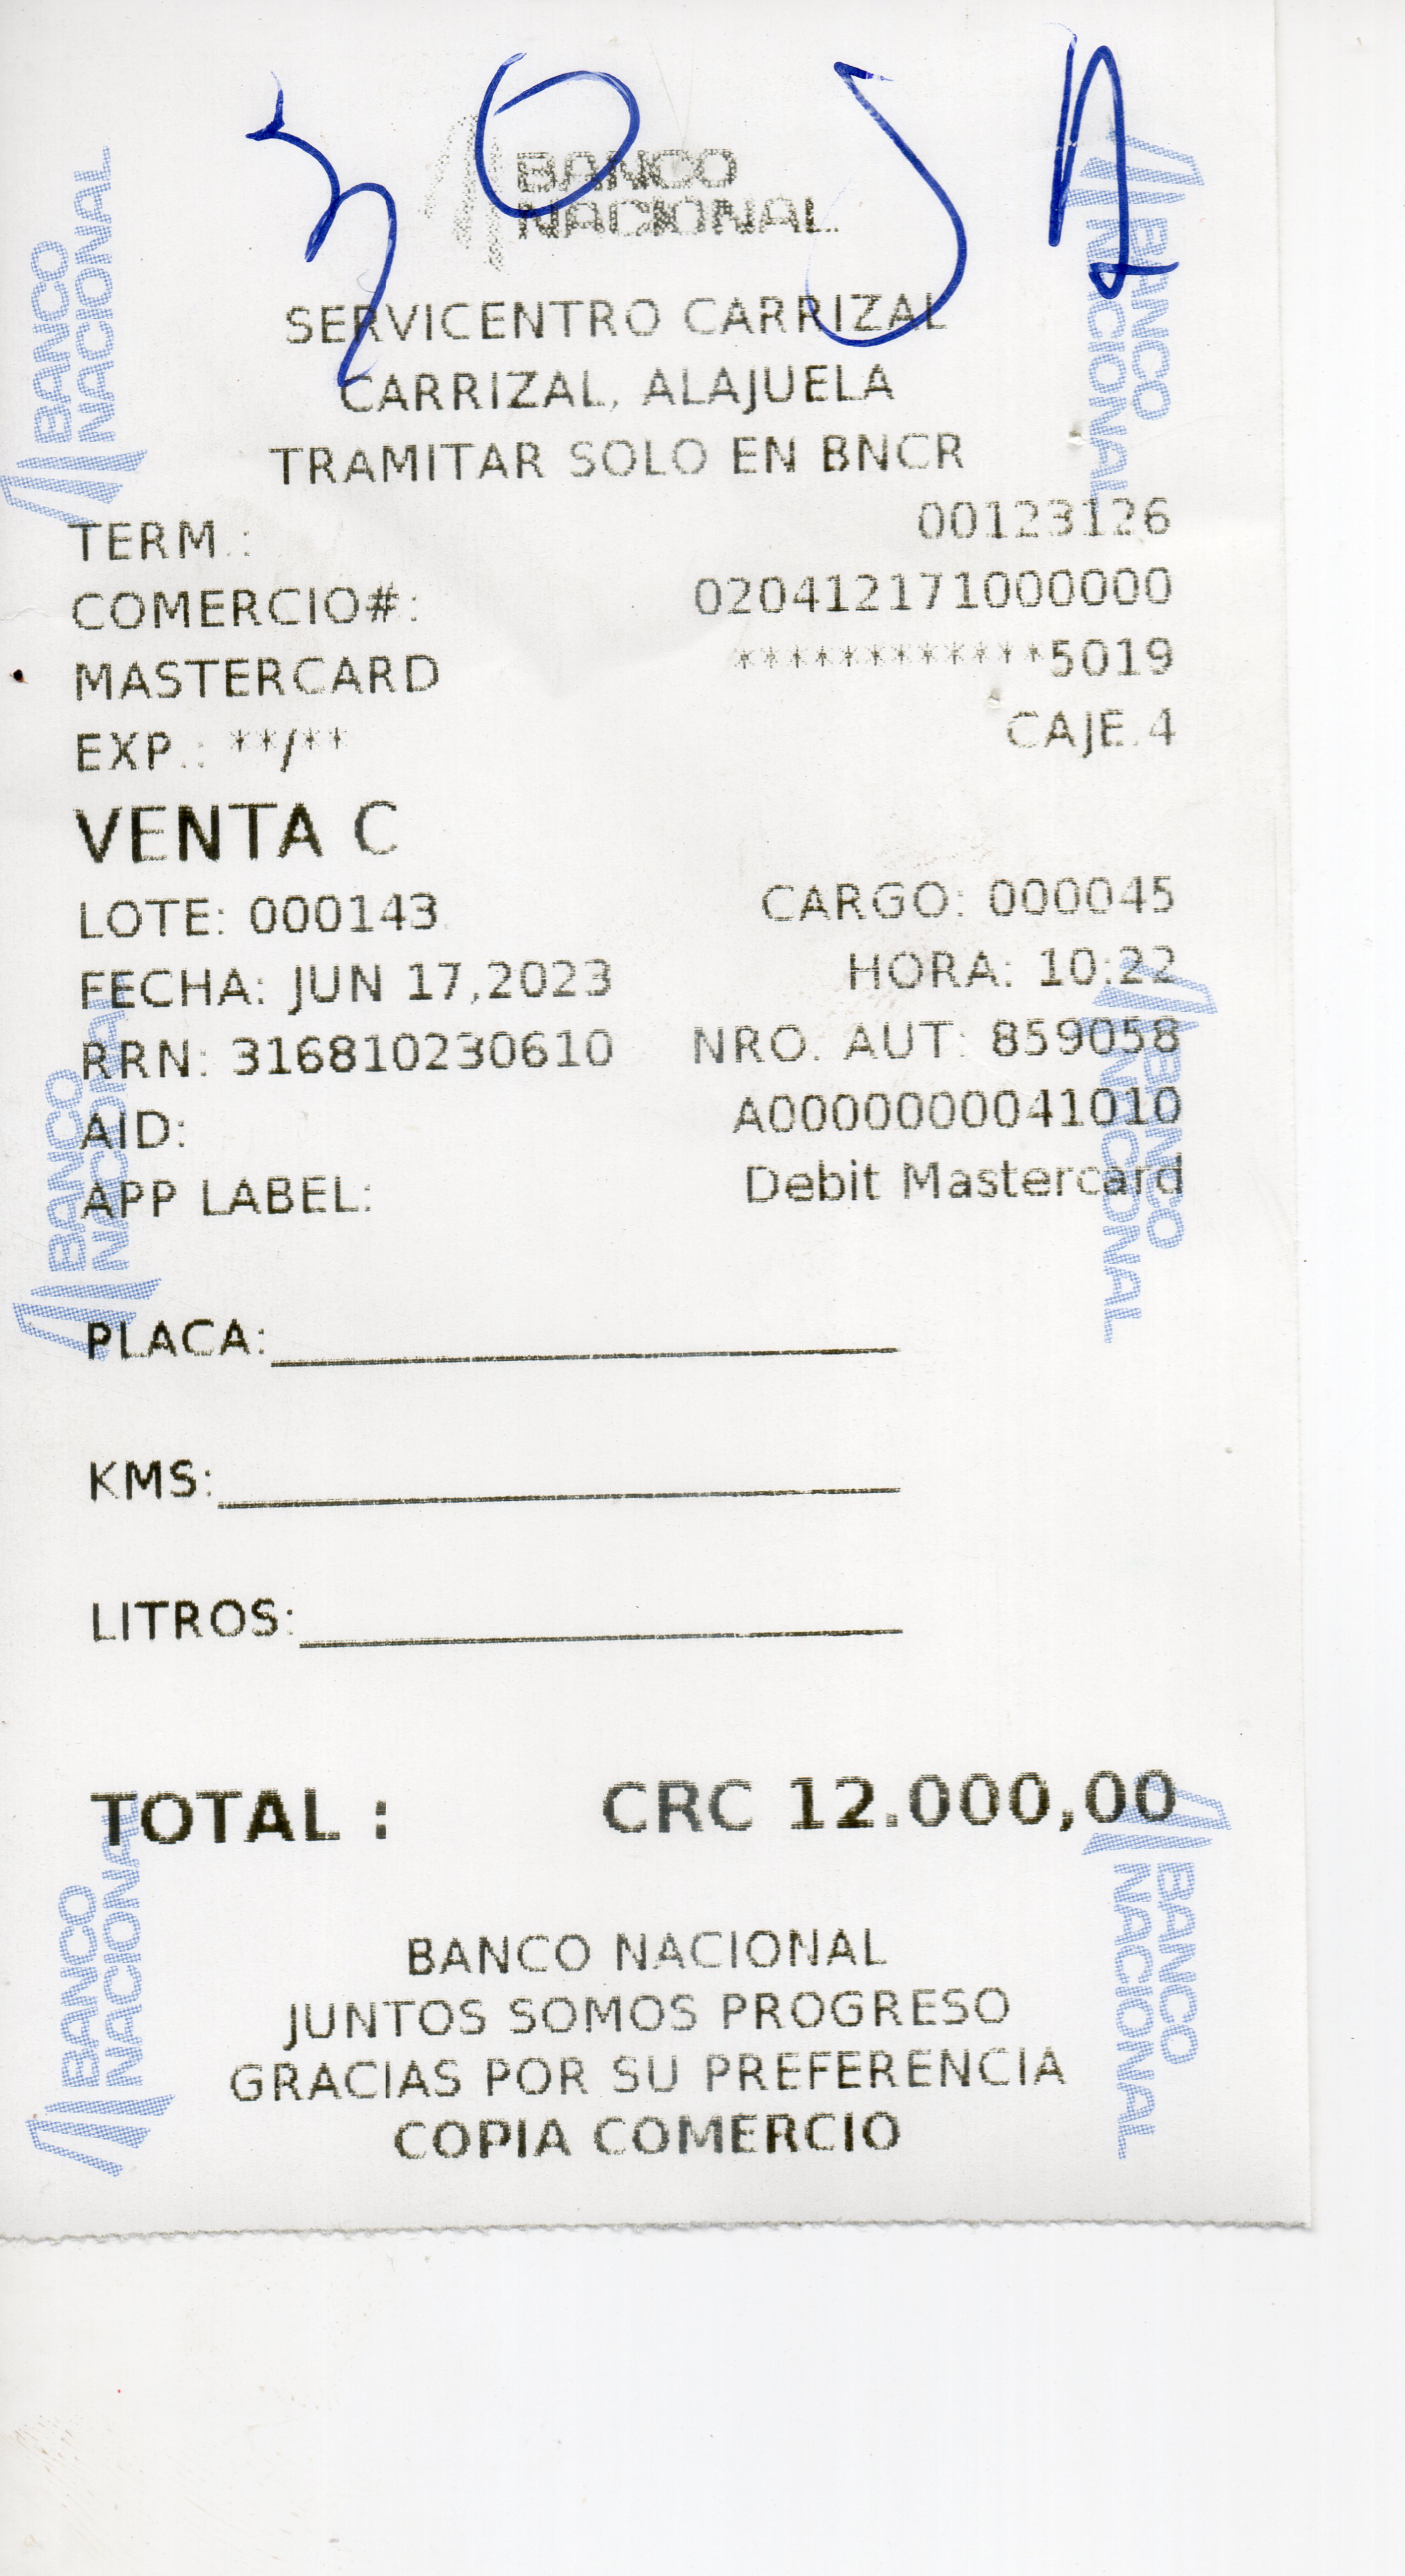 BANCO
NACIONAL
SERVICENTRO CARRIZAL
CARRIZAL, ALAJUELA
TRAMITAR SOLO EN BNCR
TERM.: 00123126
COMERCIO#: 020412171000000
MASTERCARD ************5019
EXP.: **/** CAJE.4
VENTA C
LOTE: 000143 CARGO: 000045
FECHA: JUN 17,2023 HORA: 10:22
RRN: 316810230610 NRO. AUT: 859058
AID: A0000000041010
APP LABEL: Debit Mastercard
PLACA:
KMS:
LITROS:
TOTAL : CRC 12.000,00
BANCO NACIONAL
JUNTOS SOMOS PROGRESO
GRACIAS POR SU PREFERENCIA
COPIA COMERCIO
BANCO
NACIONAL
BANCO
NACIONAL
BANCO
NACIONAL
BANCO
NACIONAL
BANCO
NACIONAL
BANCO
NACIONAL